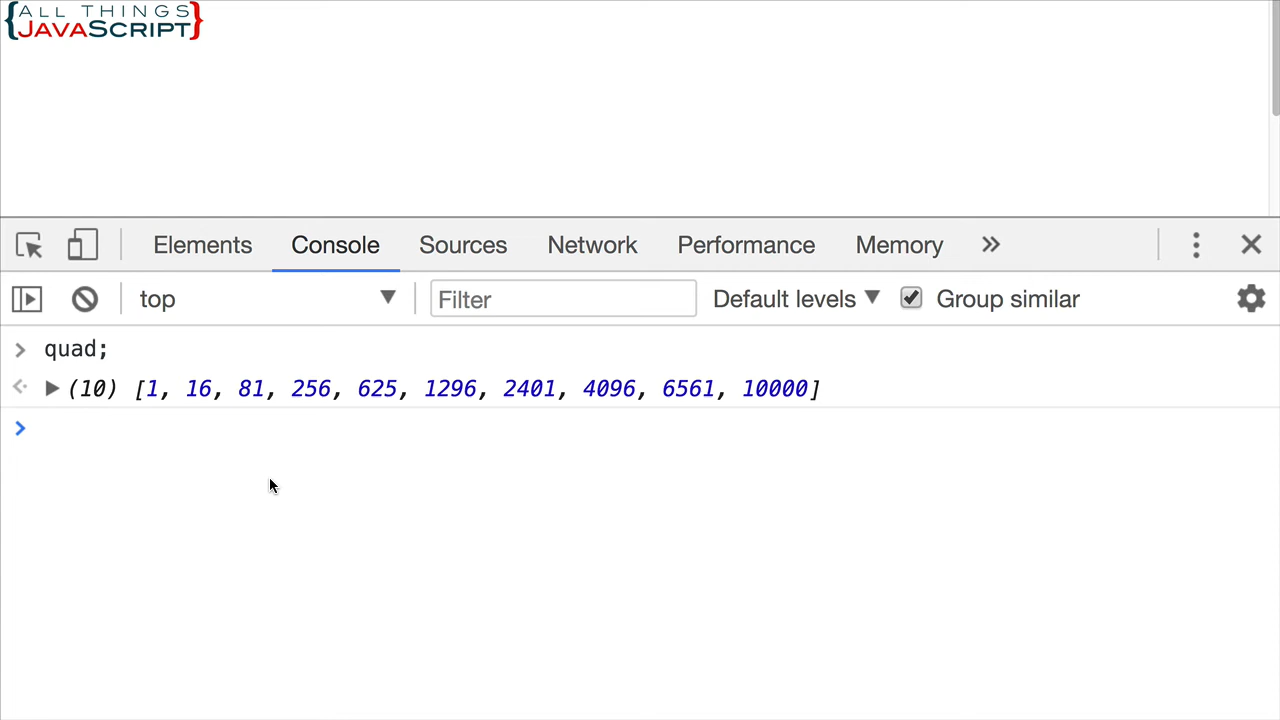 {ALL THINGS
JAVASCRIPT}
Elements Console Sources Network Performance Memory »
top ▼ Filter Default levels ▼ Group similar
> quad;
▶ (10) [1, 16, 81, 256, 625, 1296, 2401, 4096, 6561, 10000]
>